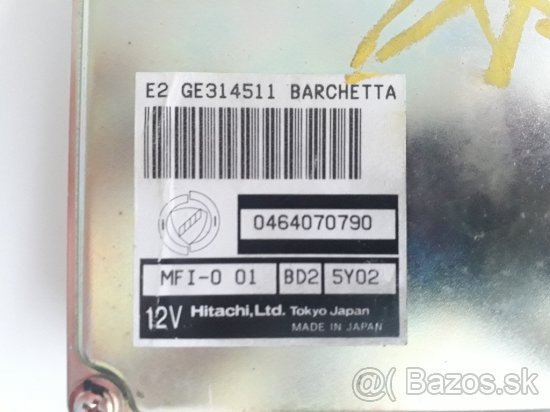 E2 GE314511 BARCHETTA
0464070790
MFI-0 01 BD2 5Y02
12V Hitachi,Ltd. Tokyo Japan
MADE IN JAPAN
Bazos.sk